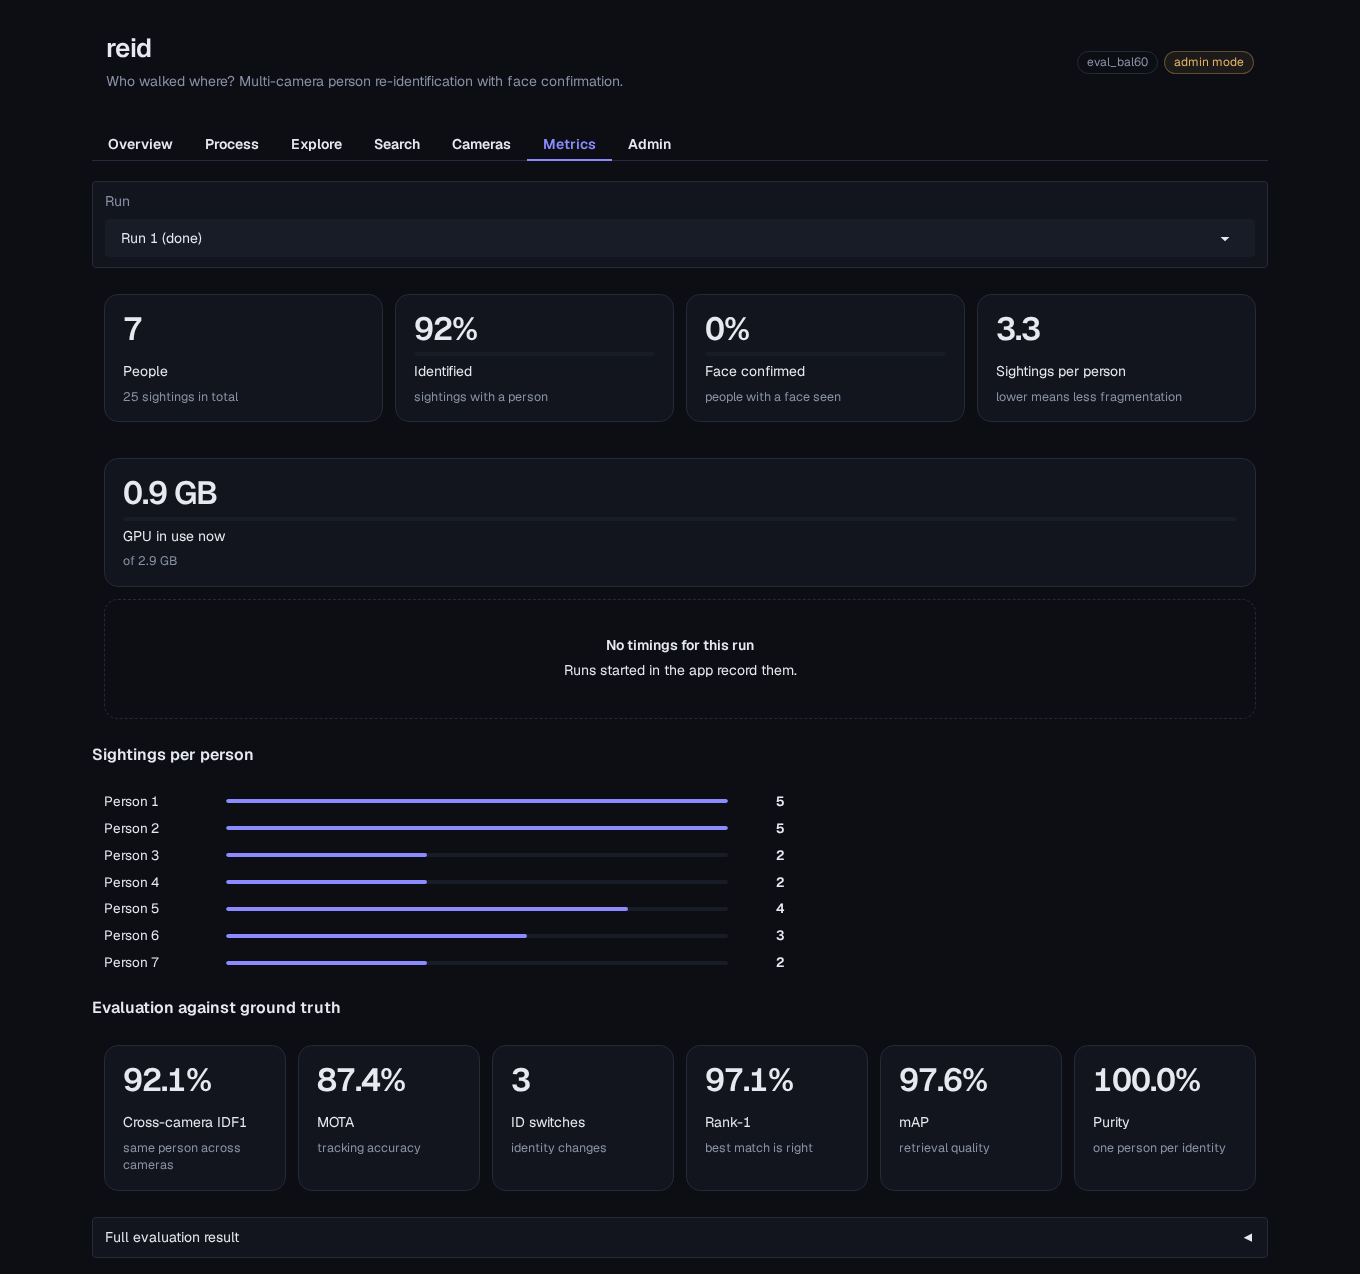 reid
Who walked where? Multi-camera person re-identification with face confirmation.
eval_bal60
admin mode
Overview
Process
Explore
Search
Cameras
Metrics
Admin
Run
Run 1 (done)
7
People
25 sightings in total
92%
Identified
sightings with a person
0%
Face confirmed
people with a face seen
3.3
Sightings per person
lower means less fragmentation
0.9 GB
GPU in use now
of 2.9 GB
No timings for this run
Runs started in the app record them.
Sightings per person
Person 1 5
Person 2 5
Person 3 2
Person 4 2
Person 5 4
Person 6 3
Person 7 2
Evaluation against ground truth
92.1%
Cross-camera IDF1
same person across
cameras
87.4%
MOTA
tracking accuracy
3
ID switches
identity changes
97.1%
Rank-1
best match is right
97.6%
mAP
retrieval quality
100.0%
Purity
one person per identity
Full evaluation result